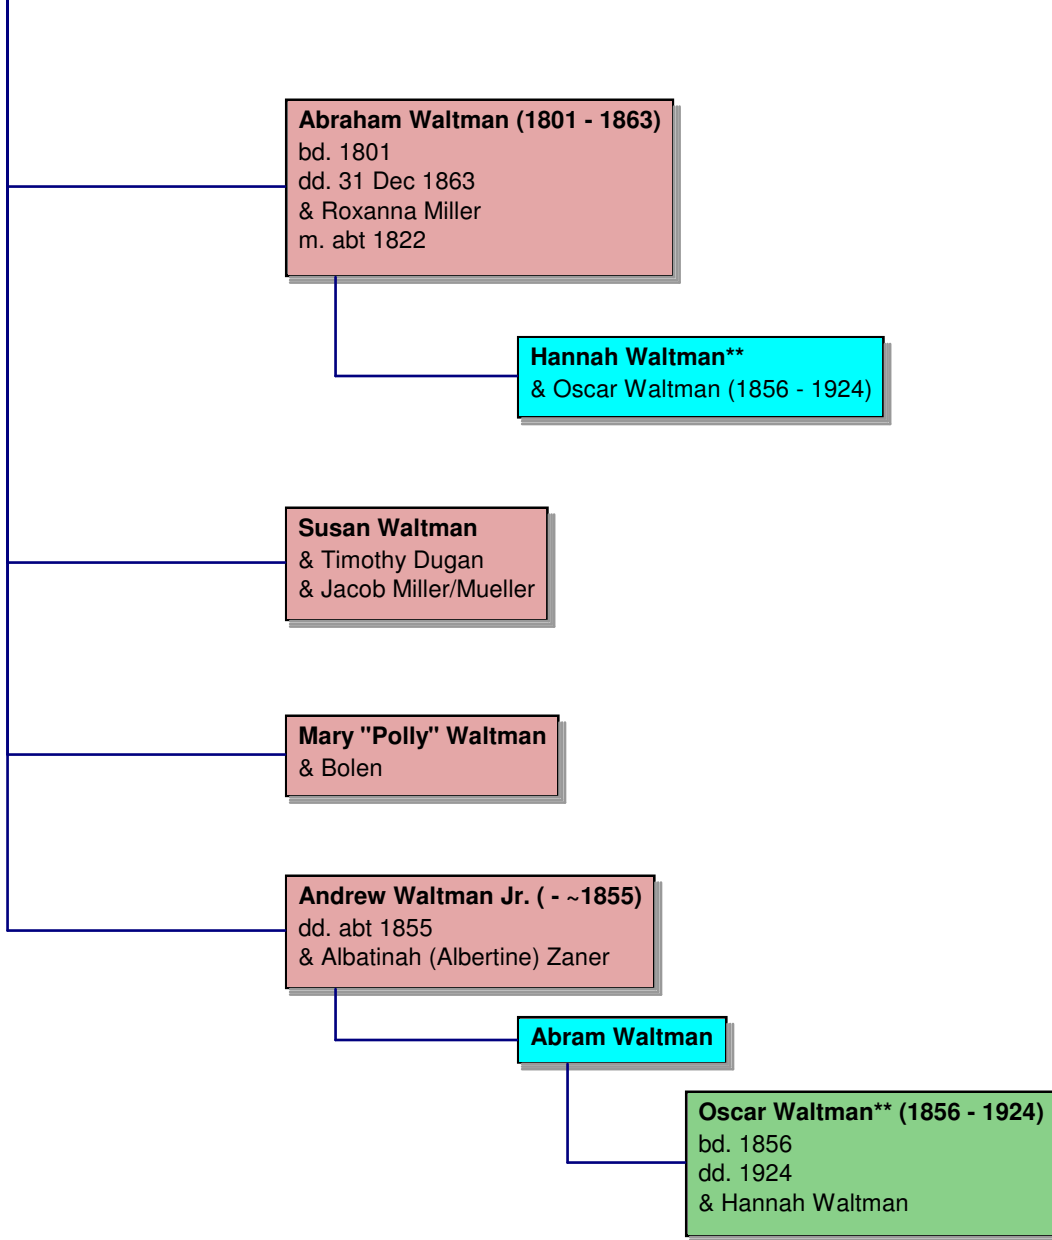 Abraham Waltman (1801 - 1863)
bd. 1801
dd. 31 Dec 1863
& Roxanna Miller
m. abt 1822
Hannah Waltman**
& Oscar Waltman (1856 - 1924)
Susan Waltman
& Timothy Dugan
& Jacob Miller/Mueller
Mary "Polly" Waltman
& Bolen
Andrew Waltman Jr. ( - ~1855)
dd. abt 1855
& Albatinah (Albertine) Zaner
Abram Waltman
Oscar Waltman** (1856 - 1924)
bd. 1856
dd. 1924
& Hannah Waltman